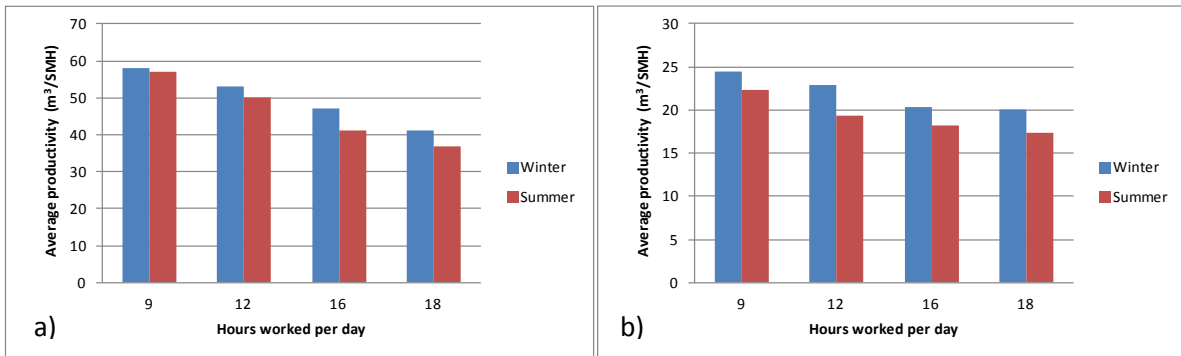 70
60
50
40
30
20
10
0
Average productivity (m³/SMH)
9 12 16 18
Hours worked per day
Winter
Summer
a)
30
25
20
15
10
5
0
Average productivity (m³/SMH)
9 12 16 18
Hours worked per day
Winter
Summer
b)